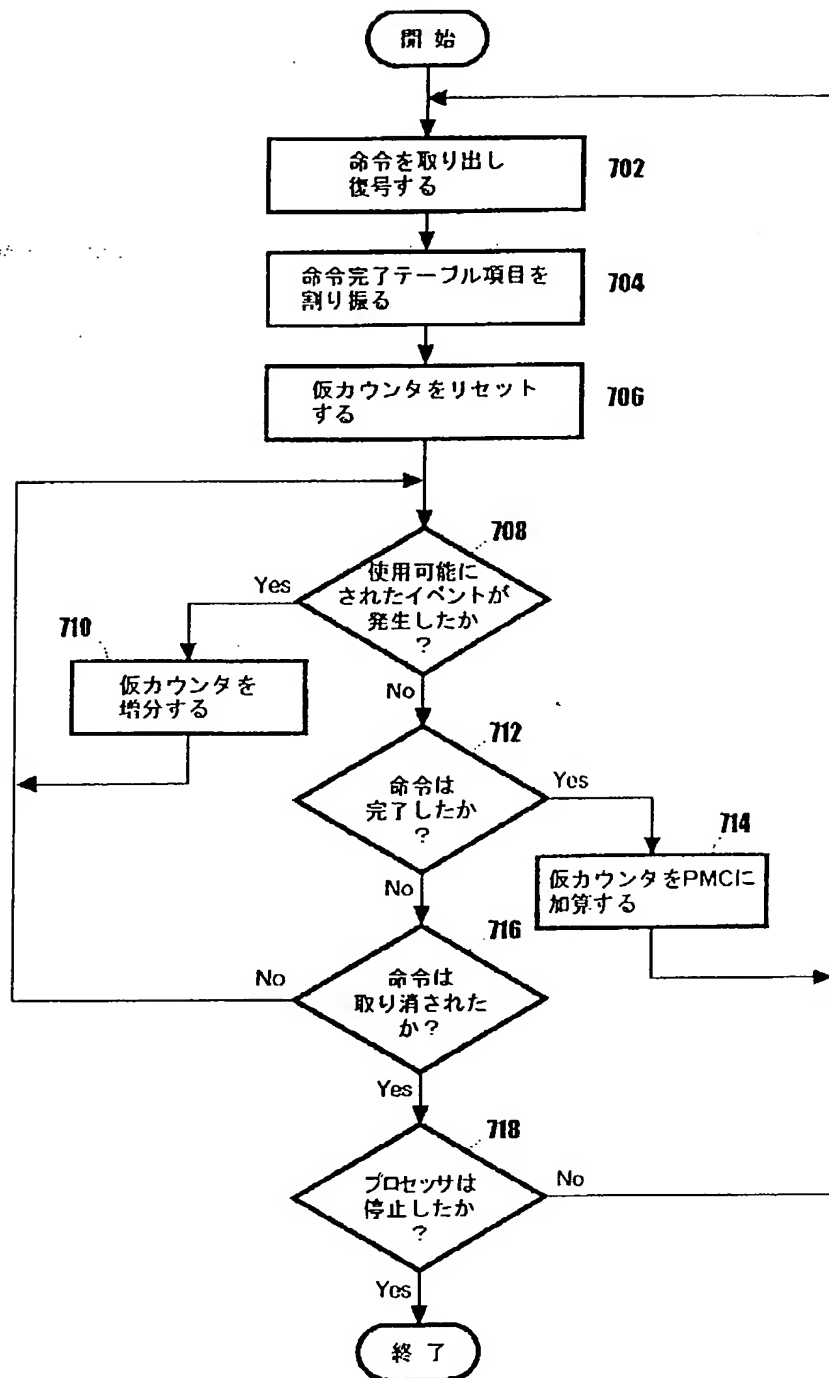 開 始
命令を取り出し
復号する
702
命令完了テーブル項目を
割り振る
704
仮カウンタをリセット
する
706
708
使用可能に
されたイベントが
発生したか
?
Yes
No
710
仮カウンタを
増分する
712
命令は
完了したか
?
Yes
No
714
仮カウンタをPMCに
加算する
716
命令は
取り消された
か?
No
Yes
718
プロセッサは
停止したか
?
No
Yes
終 了